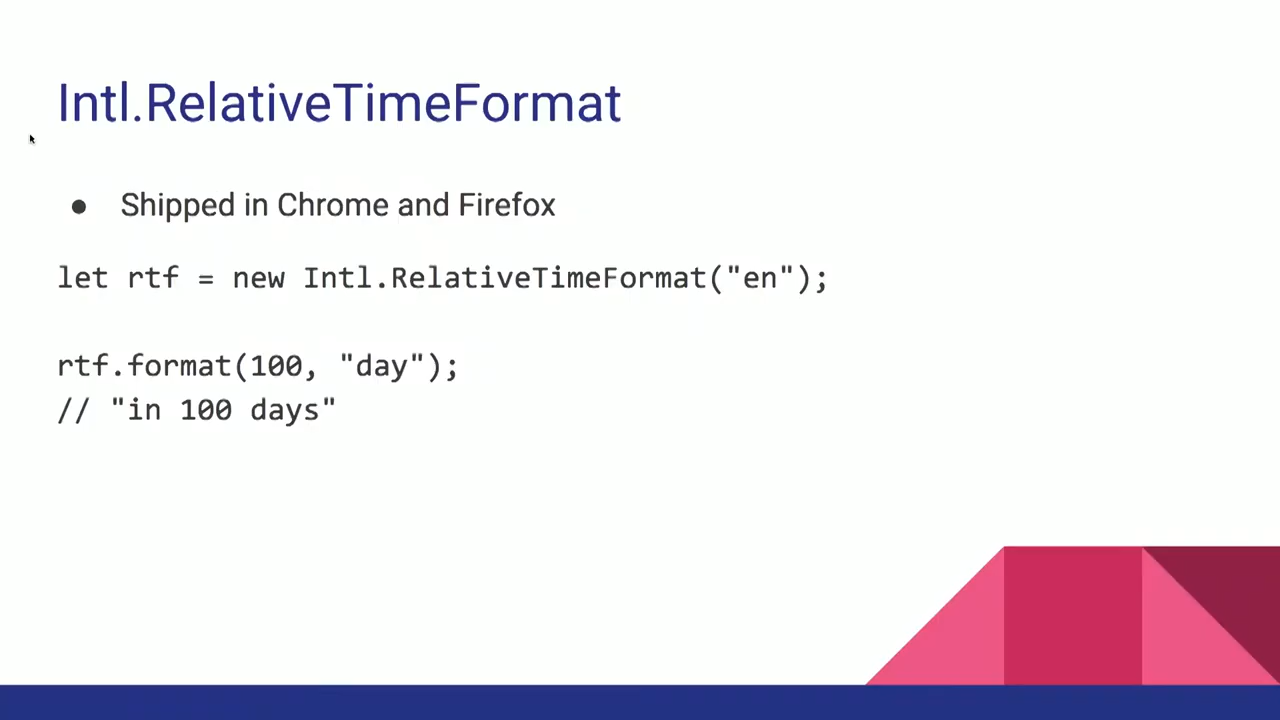 Intl.RelativeTimeFormat
● Shipped in Chrome and Firefox
let rtf = new Intl.RelativeTimeFormat("en");
rtf.format(100, "day");
// "in 100 days"